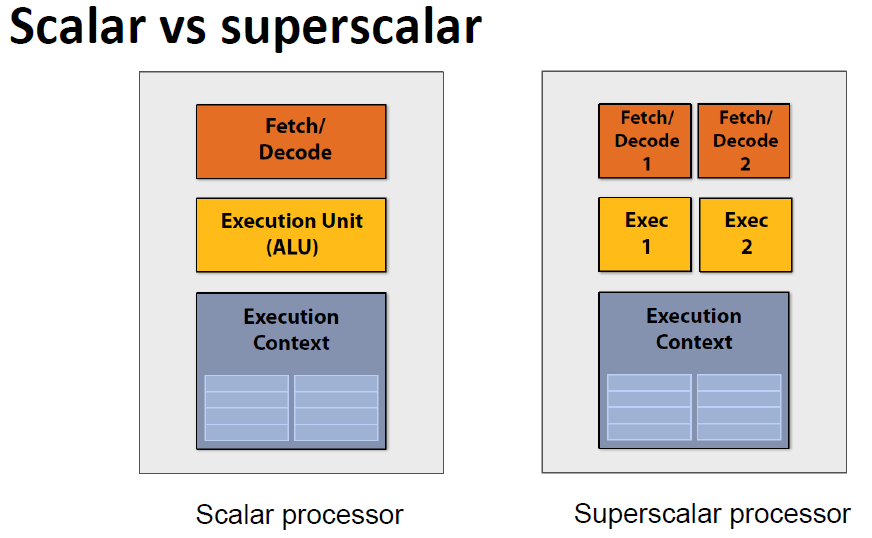 Scalar vs superscalar
Fetch/
Decode
Execution Unit
(ALU)
Execution
Context
Scalar processor
Fetch/
Decode
1
Fetch/
Decode
2
Exec
1
Exec
2
Execution
Context
Superscalar processor